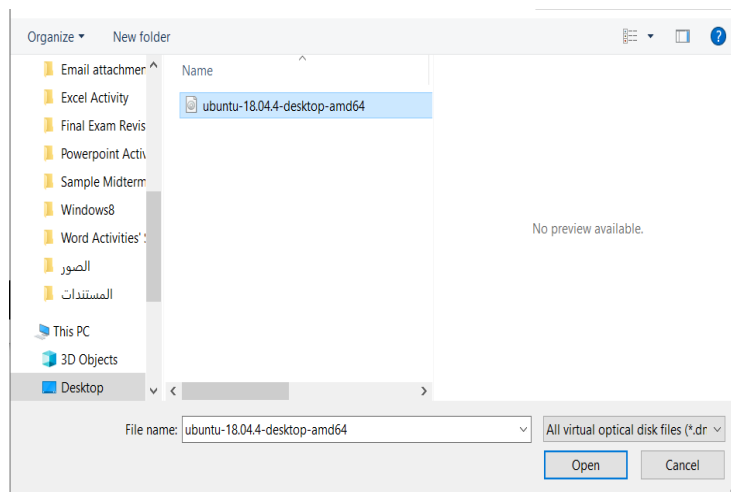 Organize New folder
Email attachmer
Excel Activity
Final Exam Revis
Powerpoint Activ
Sample Midterm
Windows8
Word Activities' S
الصور
المستندات
This PC
3D Objects
Desktop
Name
ubuntu-18.04.4-desktop-amd64
No preview available.
File name: ubuntu-18.04.4-desktop-amd64 All virtual optical disk files (*.dr
Open Cancel